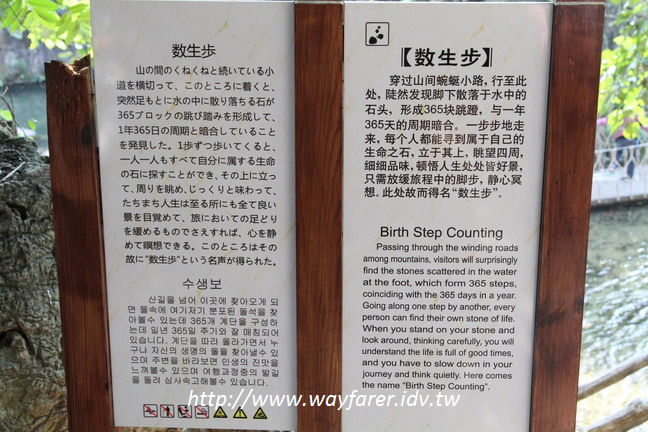 数生歩
山の間のくねくねと続いている小
道を横切って、このところに着くと、
突然足もとに水の中に散り落ちる石が
365ブロックの跳び踏みを形成して、
1年365日の周期と暗合していること
を発見した。1歩ずつ歩いてくると、
一人一人もすべて自分に属する生命
の石に探すことができ、その上に立っ
て、周りを眺め、じっくりと味わって、
たちまち人生は至る所にも全て良い
景を目覚めて、旅においての足どり
を緩めるものでさえすれば、心を静
めて瞑想できる。このところはその
故に"数生歩"という名声が得られた。
수생보
산길을 넘어 이곳에 찾아오게 되
면 물속에 여기저기 분포된 돌석을 찾
아볼수 있는데 365개 계단을 구성하
는데 일년 365일 주기와 잘 매칭되어
있습니다. 계단을 따라 올라가면서 누
구나 자신의 생명의 돌을 찾아낼수 있
으며 주변을 바라보면 인생의 진맛을
느껴볼수 있으며 여행과정중의 발길
을 돌려 심사숙고해볼수 있습니다.
【数生步】
穿过山间蜿蜒小路，行至此
处，陡然发现脚下散落于水中的
石头，形成365块跳蹬，与一年
365天的周期暗合。一步步地走
来，每个人都能寻到属于自己的
生命之石，立于其上，眺望四周，
细细品味，顿悟人生处处皆好景，
只需放缓旅程中的脚步，静心冥
想。此处故而得名"数生步"。
Birth Step Counting
Passing through the winding roads
among mountains, visitors will surprisingly
find the stones scattered in the water
at the foot, which form 365 steps,
coinciding with the 365 days in a year.
Going along one step by another, every
person can find their own stone of life.
When you stand on your stone and
look around, thinking carefully, you will
understand the life is full of good times,
and you have to slow down in your
journey and think quietly. Here comes
the name "Birth Step Counting".
http://www.wayfarer.idv.tw